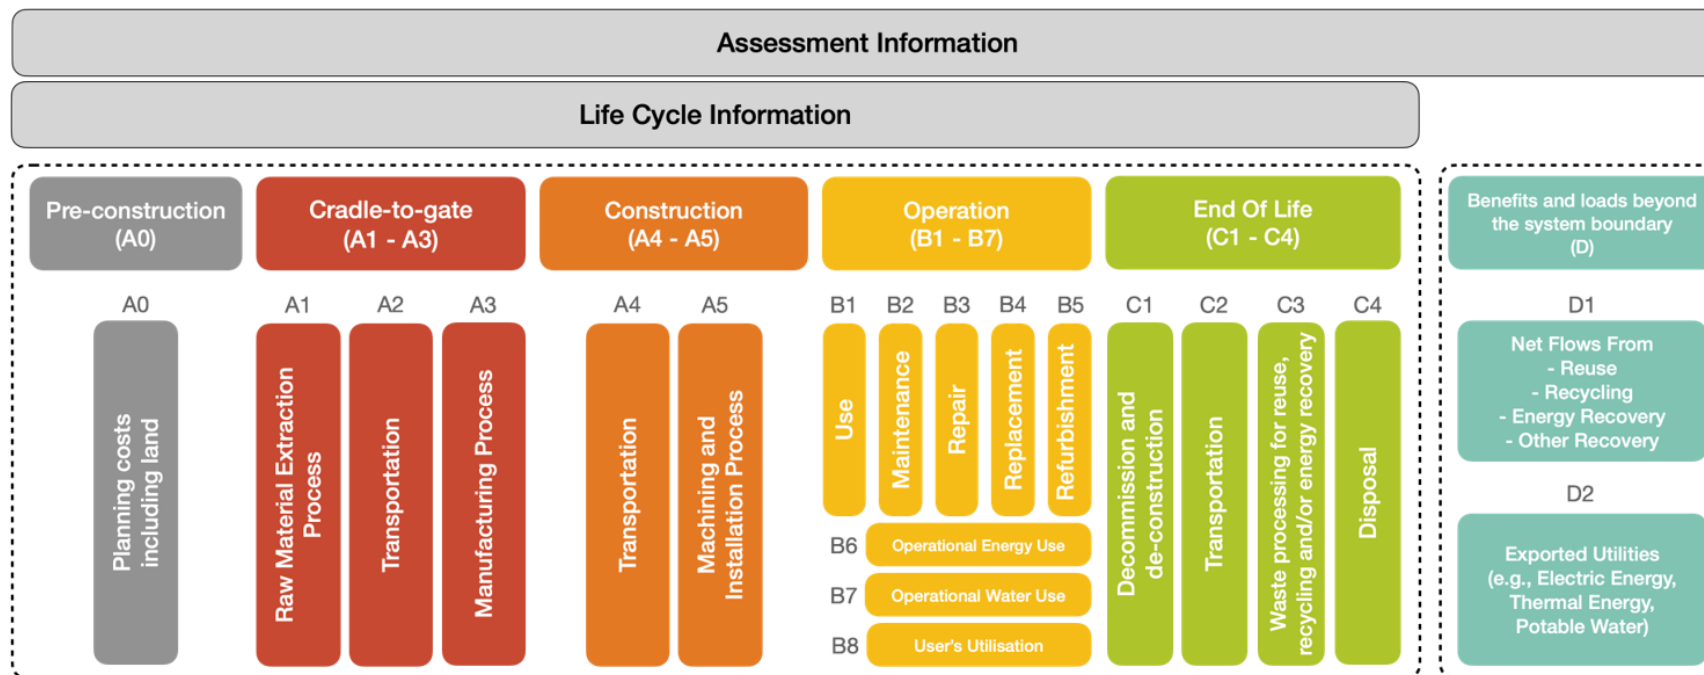 Assessment Information
Life Cycle Information
Pre-construction
(A0)
Cradle-to-gate
(A1 - A3)
Construction
(A4 - A5)
Operation
(B1 - B7)
End Of Life
(C1 - C4)
Benefits and loads beyond
the system boundary
(D)
A0
Planning costs
including land
A1
Raw Material Extraction
Process
A2
Transportation
A3
Manufacturing Process
A4
Transportation
A5
Machining and
Installation Process
B1
Use
B2
Maintenance
B3
Repair
B4
Replacement
B5
Refurbishment
B6
Operational Energy Use
B7
Operational Water Use
B8
User's Utilisation
C1
Decommission and
de-construction
C2
Transportation
C3
Waste processing for reuse,
recycling and/or energy recovery
C4
Disposal
D1
Net Flows From
- Reuse
- Recycling
- Energy Recovery
- Other Recovery
D2
Exported Utilities
(e.g., Electric Energy,
Thermal Energy,
Potable Water)